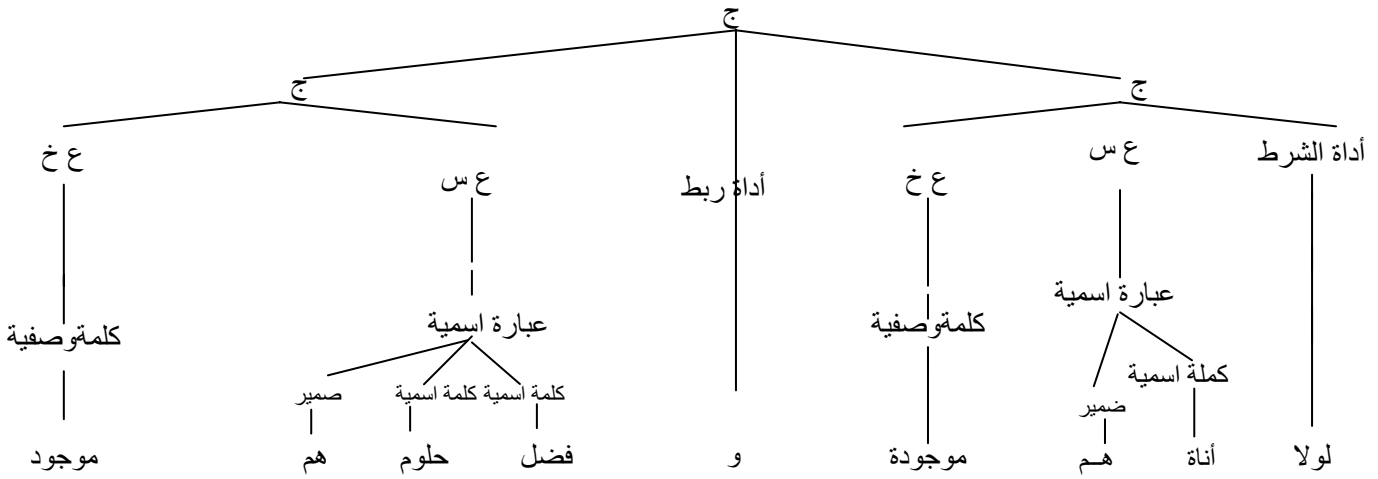 ج
ج ج
أداة الشرط ع س ع خ أداة ربط ع س ع خ
عبارة اسمية كلمةوصفية عبارة اسمية كلمةوصفية
كملة اسمية ضمير كلمة اسمية كلمة اسمية صمير
لولا أناة هـم موجودة و فضل حلوم هم موجود